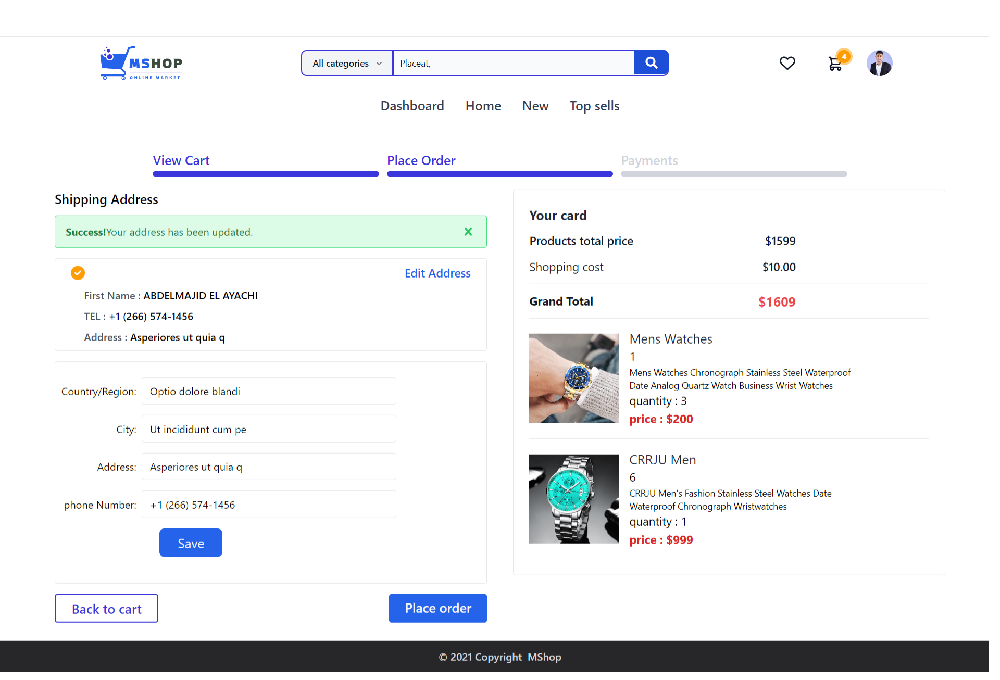 MSHOP
ONLINE MARKET
All categories
Placeat,
4
Dashboard
Home
New
Top sells
View Cart
Place Order
Payments
Shipping Address
Success!Your address has been updated.
Edit Address
First Name : ABDELMAJID EL AYACHI
TEL : +1 (266) 574-1456
Address : Asperiores ut quia q
Country/Region: Optio dolore blandi
City: Ut incididunt cum pe
Address: Asperiores ut quia q
phone Number: +1 (266) 574-1456
Save
Back to cart
Place order
Your card
Products total price $1599
Shopping cost $10.00
Grand Total $1609
Mens Watches
1
Mens Watches Chronograph Stainless Steel Waterproof
Date Analog Quartz Watch Business Wrist Watches
quantity : 3
price : $200
CRRJU Men
6
CRRJU Men's Fashion Stainless Steel Watches Date
Waterproof Chronograph Wristwatches
quantity : 1
price : $999
© 2021 Copyright MShop